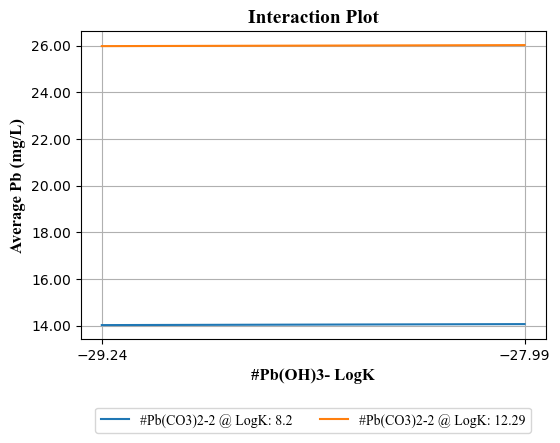 Interaction Plot
Average Pb (mg/L)
26.00
24.00
22.00
20.00
18.00
16.00
14.00
−29.24 −27.99
#Pb(OH)3- LogK
#Pb(CO3)2-2 @ LogK: 8.2 #Pb(CO3)2-2 @ LogK: 12.29